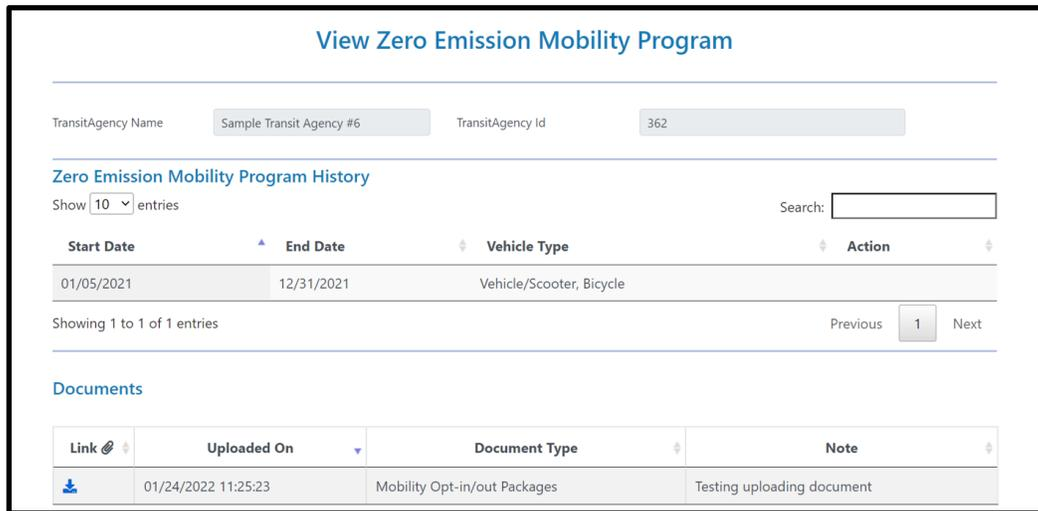 View Zero Emission Mobility Program
TransitAgency Name Sample Transit Agency #6 TransitAgency Id 362
Zero Emission Mobility Program History
Show 10 entries Search:
Start Date End Date Vehicle Type Action
01/05/2021 12/31/2021 Vehicle/Scooter, Bicycle
Showing 1 to 1 of 1 entries Previous 1 Next
Documents
Link Uploaded On Document Type Note
01/24/2022 11:25:23 Mobility Opt-in/out Packages Testing uploading document